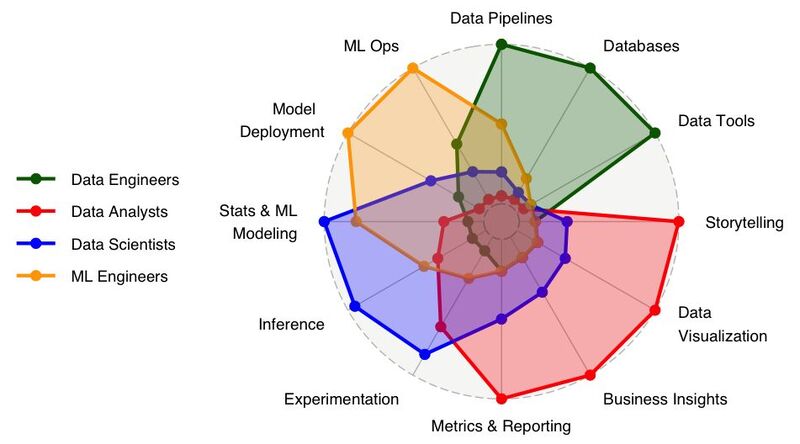 Data Pipelines
ML Ops
Databases
Model
Deployment
Data Tools
Data Engineers
Data Analysts
Data Scientists
ML Engineers
Stats & ML
Modeling
Storytelling
Inference
Data
Visualization
Experimentation
Business Insights
Metrics & Reporting